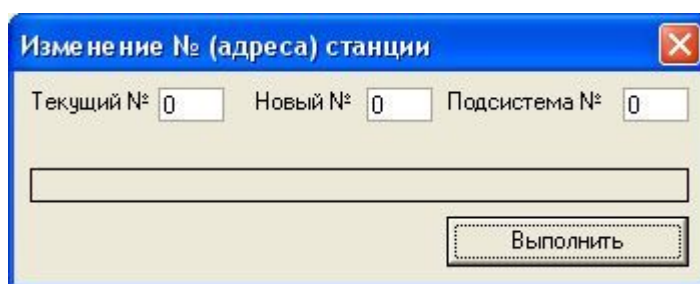 Изменение № (адреса) станции
Текущий № 0 Новый № 0 Подсистема № 0
Выполнить